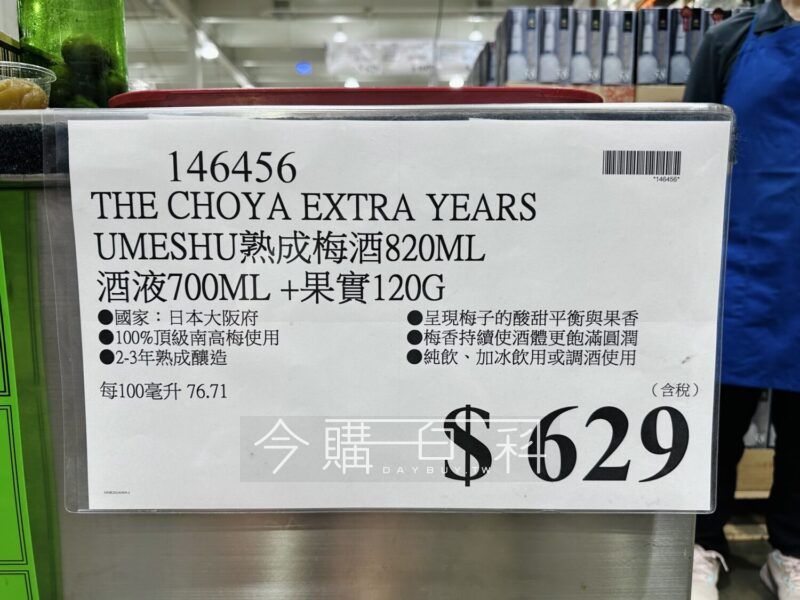 146456
*146456*
THE CHOYA EXTRA YEARS
UMESHU熟成梅酒820ML
酒液700ML +果實120G
●國家：日本大阪府
●100%頂級南高梅使用
●2-3年熟成釀造
●呈現梅子的酸甜平衡與果香
●梅香持續使酒體更飽滿圓潤
●純飲、加冰飲用或調酒使用
每100毫升 76.71
（含稅）
$ 629
今購百科
DAYBUY.TW